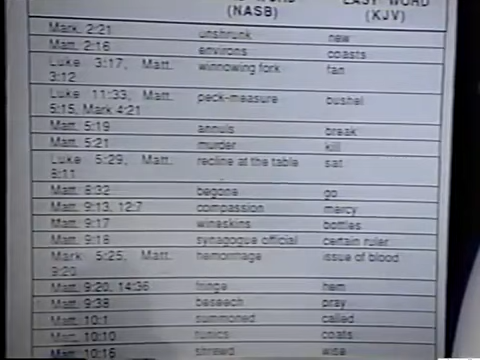 WORD EASY WORD
(NASB) (KJV)
Mark. 2:21 unshrunk new
Matt. 2:16 environs coasts
Luke 3:17, Matt. winnowing fork fan
3:12
Luke 11:33, Matt. peck-measure bushel
5:15, Mark 4:21
Matt. 5:19 annuls break
Matt. 5:21 murder kill
Luke 5:29, Matt. recline at the table sat
8:11
Matt. 8:32 begone go
Matt. 9:13, 12:7 compassion mercy
Matt. 9:17 wineskins bottles
Matt. 9:18 synagogue official certain ruler
Mark 5:25, Matt. hemorrhage issue of blood
9:20
Matt. 9:20, 14:36 fringe hem
Matt. 9:38 beseech pray
Matt. 10:1 summoned called
Matt. 10:10 tunics coats
Matt. 10:16 shrewd wise